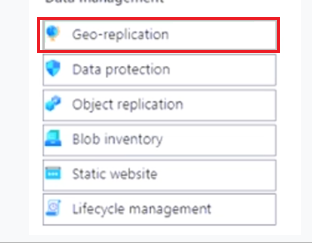 Data management
Geo-replication
Data protection
Object replication
Blob inventory
Static website
Lifecycle management